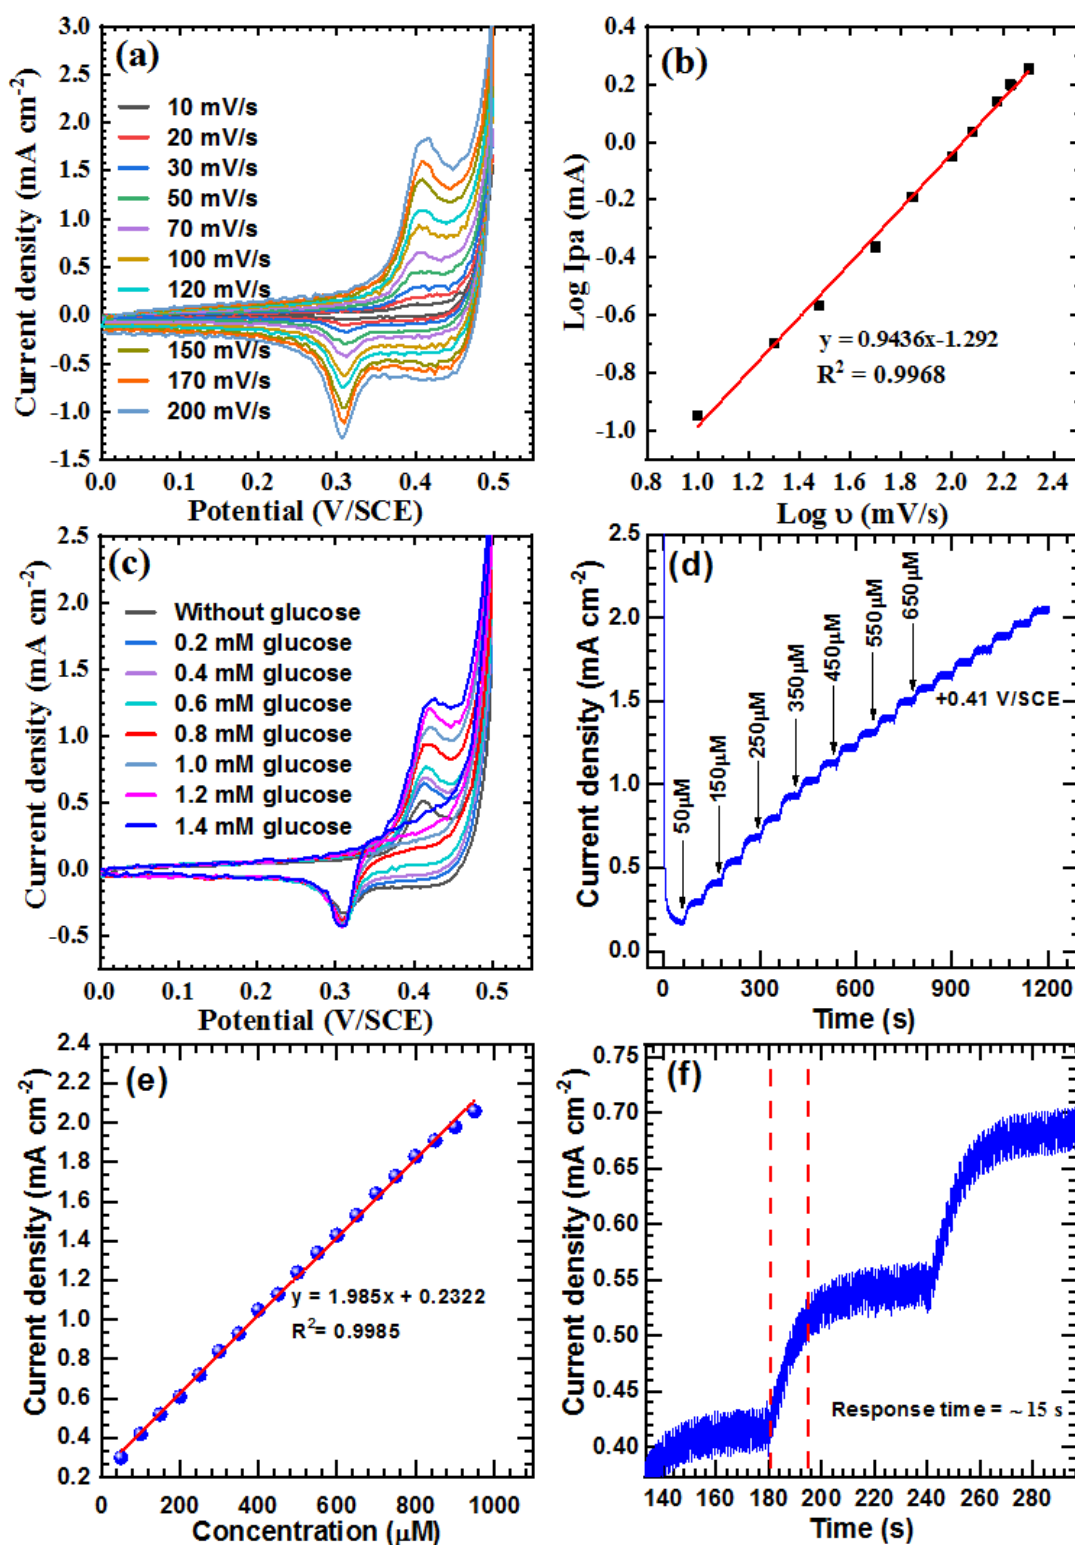 (a)
3.0
2.5
2.0
1.5
1.0
0.5
0.0
-0.5
-1.0
-1.5
Current density (mA cm-2)
10 mV/s
20 mV/s
30 mV/s
50 mV/s
70 mV/s
100 mV/s
120 mV/s
150 mV/s
170 mV/s
200 mV/s
0.0 0.1 0.2 0.3 0.4 0.5
Potential (V/SCE)
(b)
0.4
0.2
0.0
-0.2
-0.4
-0.6
-0.8
-1.0
Log Ipa (mA)
y = 0.9436x-1.292
R2 = 0.9968
0.8 1.0 1.2 1.4 1.6 1.8 2.0 2.2 2.4
Log υ (mV/s)
(c)
2.5
2.0
1.5
1.0
0.5
0.0
-0.5
Current density (mA cm-2)
Without glucose
0.2 mM glucose
0.4 mM glucose
0.6 mM glucose
0.8 mM glucose
1.0 mM glucose
1.2 mM glucose
1.4 mM glucose
0.0 0.1 0.2 0.3 0.4 0.5
Potential (V/SCE)
(d)
2.5
2.0
1.5
1.0
0.5
0.0
Current density (mA cm-2)
50μM
150μM
250μM
350μM
450μM
550μM
650μM
+0.41 V/SCE
0 300 600 900 1200
Time (s)
(e)
2.4
2.2
2.0
1.8
1.6
1.4
1.2
1.0
0.8
0.6
0.4
0.2
Current density (mA cm-2)
y = 1.985x + 0.2322
R2= 0.9985
0 200 400 600 800 1000
Concentration (μM)
(f)
0.75
0.70
0.65
0.60
0.55
0.50
0.45
0.40
Current density (mA cm-2)
Response time = ~15 s
140 160 180 200 220 240 260 280
Time (s)